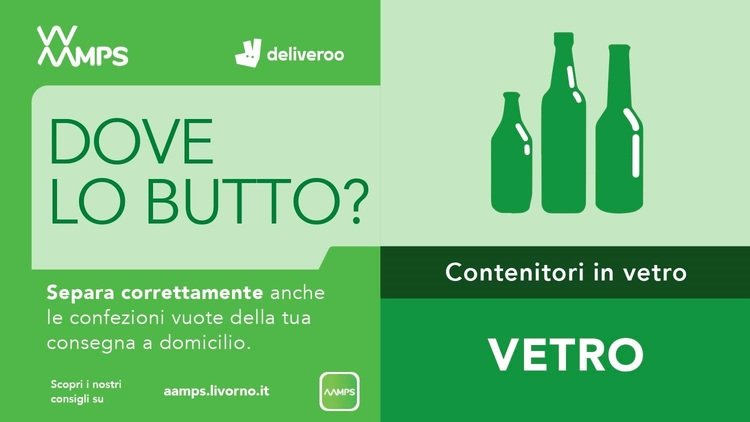 AAMPS
deliveroo
DOVE
LO BUTTO?
Separa correttamente anche
le confezioni vuote della tua
consegna a domicilio.
Scopri i nostri
consigli su
aamps.livorno.it
AAMPS
Contenitori in vetro
VETRO